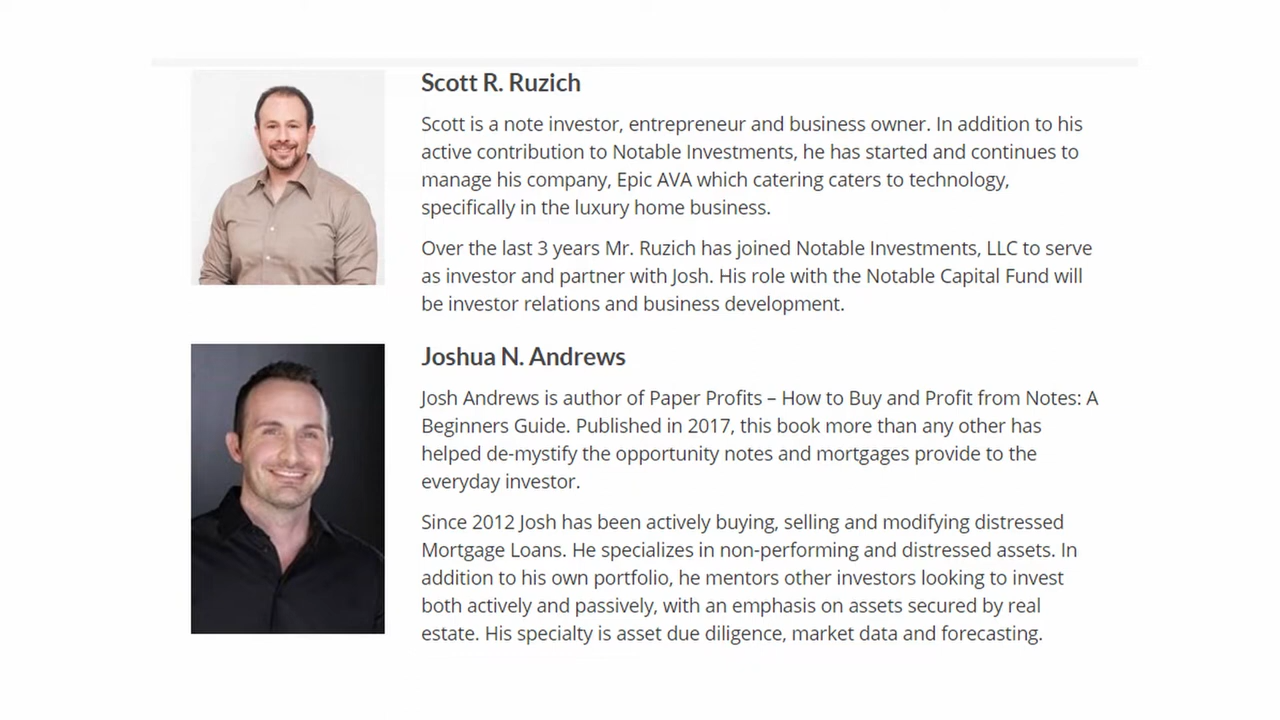 Scott R. Ruzich
Scott is a note investor, entrepreneur and business owner. In addition to his
active contribution to Notable Investments, he has started and continues to
manage his company, Epic AVA which catering caters to technology,
specifically in the luxury home business.
Over the last 3 years Mr. Ruzich has joined Notable Investments, LLC to serve
as investor and partner with Josh. His role with the Notable Capital Fund will
be investor relations and business development.
Joshua N. Andrews
Josh Andrews is author of Paper Profits – How to Buy and Profit from Notes: A
Beginners Guide. Published in 2017, this book more than any other has
helped de-mystify the opportunity notes and mortgages provide to the
everyday investor.
Since 2012 Josh has been actively buying, selling and modifying distressed
Mortgage Loans. He specializes in non-performing and distressed assets. In
addition to his own portfolio, he mentors other investors looking to invest
both actively and passively, with an emphasis on assets secured by real
estate. His specialty is asset due diligence, market data and forecasting.